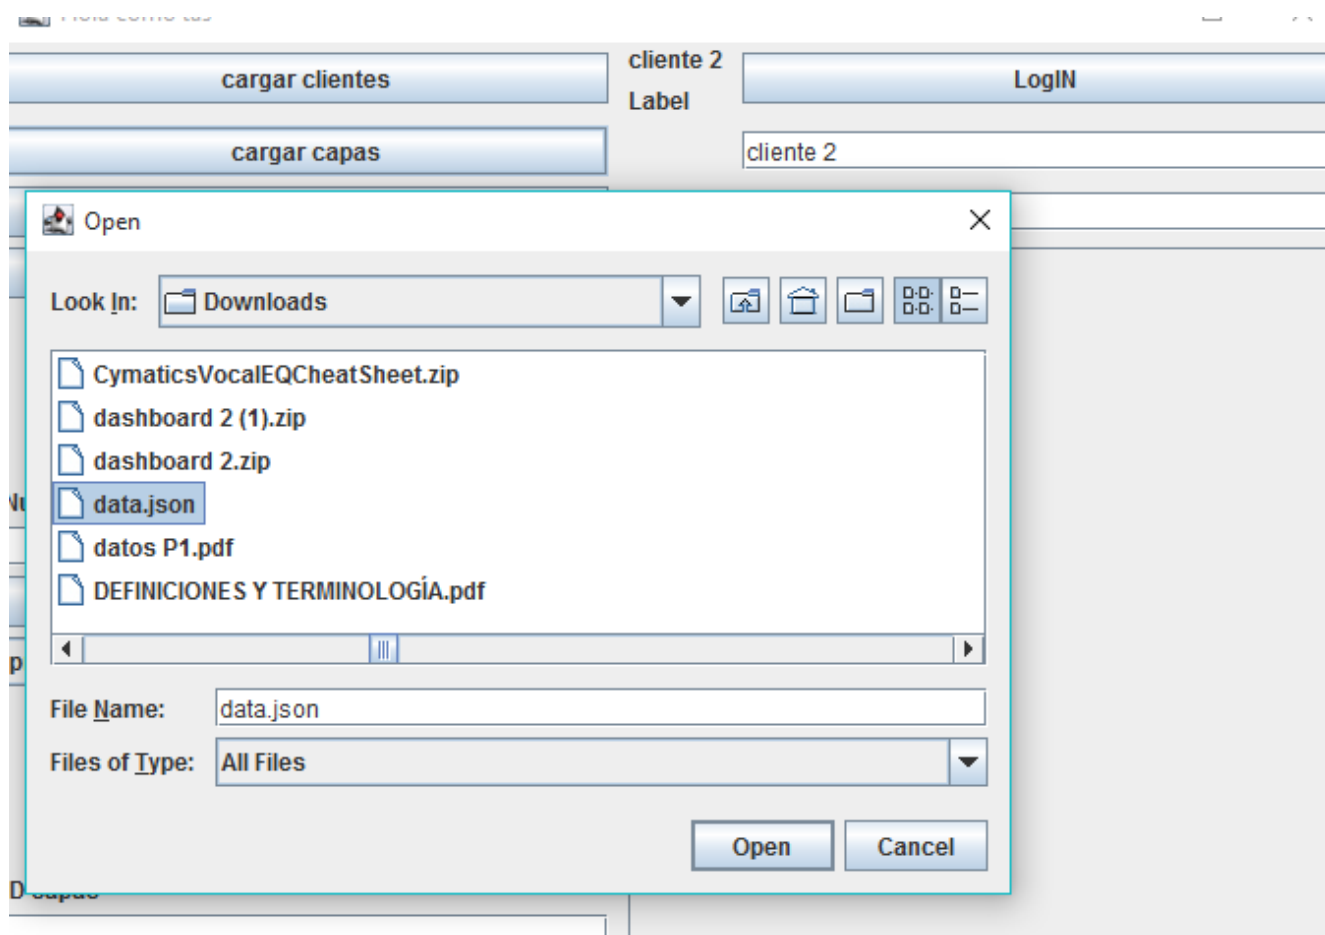 cargar clientes
cliente 2
LogIN
Label
cargar capas
cliente 2
Open
Look In:
Downloads
CymaticsVocalEQCheatSheet.zip
dashboard 2 (1).zip
dashboard 2.zip
data.json
datos P1.pdf
DEFINICIONES Y TERMINOLOGÍA.pdf
File Name:
data.json
Files of Type:
All Files
Open
Cancel